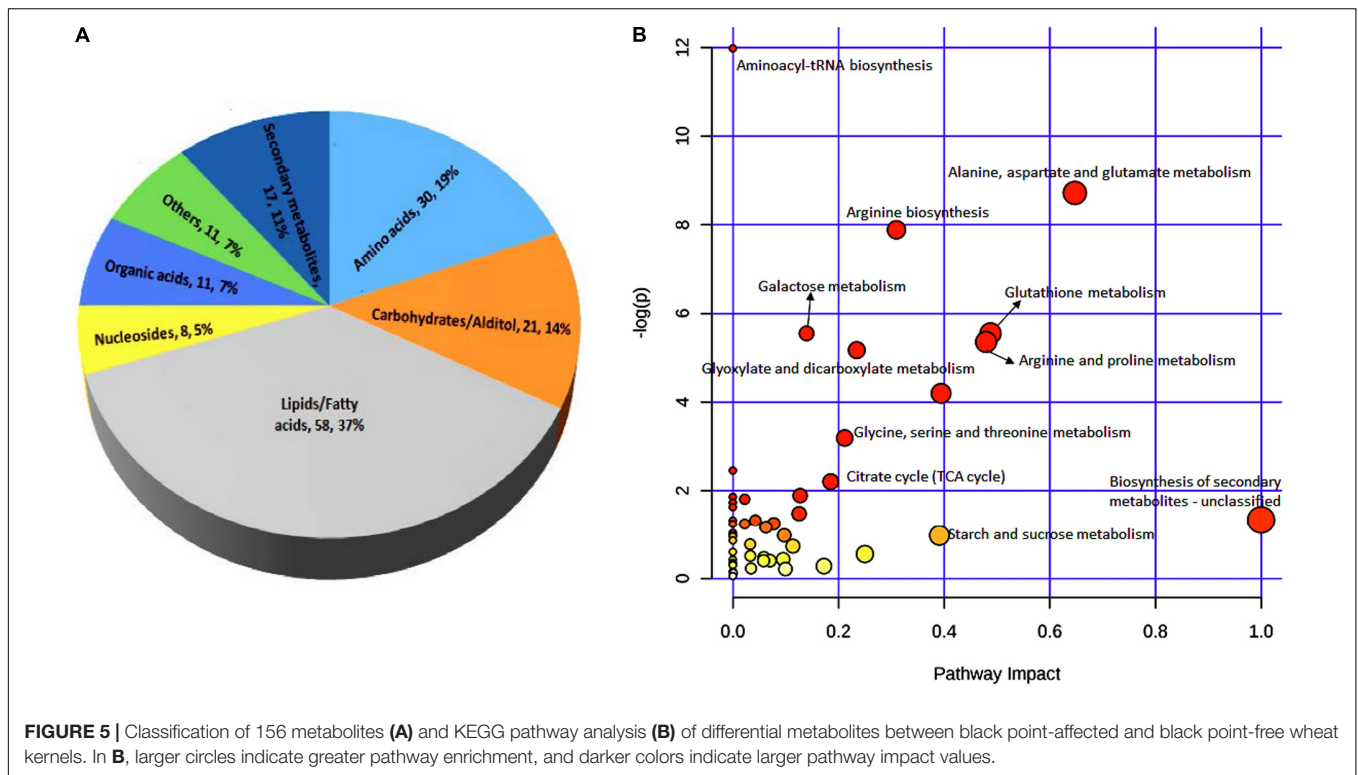 A
Secondary metabolites,
17, 11%
Amino acids, 30, 19%
Others, 11, 7%
Organic acids, 11, 7%
Carbohydrates/Alditol, 21, 14%
Nucleosides, 8, 5%
Lipids/Fatty
acids, 58, 37%
B
12
10
8
6
4
2
0
-log(p)
Aminoacyl-tRNA biosynthesis
Alanine, aspartate and glutamate metabolism
Arginine biosynthesis
Galactose metabolism
Glutathione metabolism
Arginine and proline metabolism
Glyoxylate and dicarboxylate metabolism
Glycine, serine and threonine metabolism
Citrate cycle (TCA cycle)
Biosynthesis of secondary
metabolites - unclassified
Starch and sucrose metabolism
0.0 0.2 0.4 0.6 0.8 1.0
Pathway Impact
FIGURE 5 | Classification of 156 metabolites (A) and KEGG pathway analysis (B) of differential metabolites between black point-affected and black point-free wheat
kernels. In B, larger circles indicate greater pathway enrichment, and darker colors indicate larger pathway impact values.